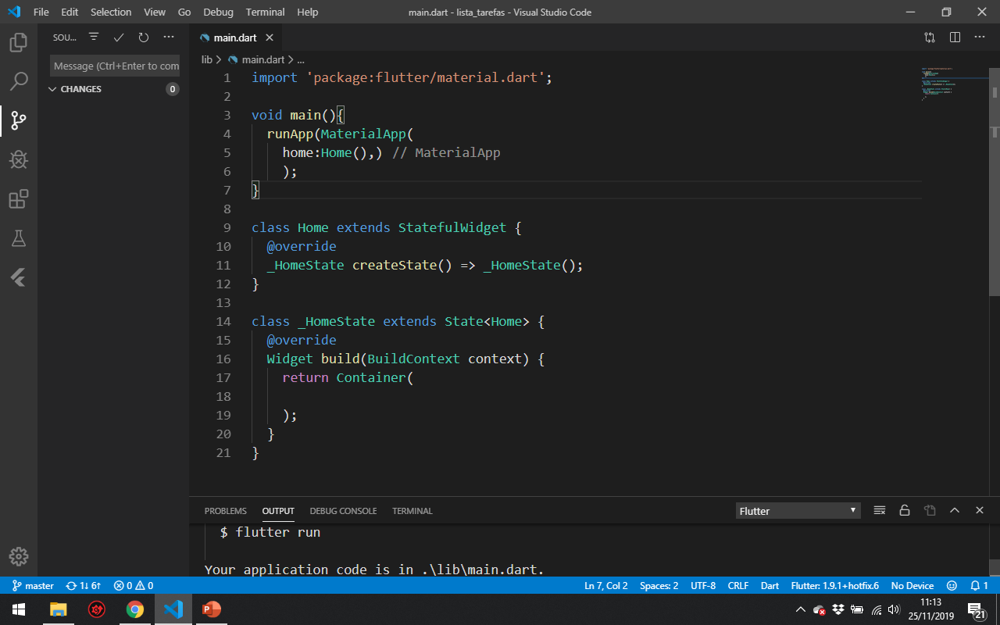 File Edit Selection View Go Debug Terminal Help
main.dart - lista_tarefas - Visual Studio Code
SOU...
Message (Ctrl+Enter to com
CHANGES 0
main.dart
lib > main.dart > ...
1 import 'package:flutter/material.dart';
2
3 void main(){
4 runApp(MaterialApp(
5 home:Home(),) // MaterialApp
6 );
7 }
8
9 class Home extends StatefulWidget {
10 @override
11 _HomeState createState() => _HomeState();
12 }
13
14 class _HomeState extends State<Home> {
15 @override
16 Widget build(BuildContext context) {
17 return Container(
18
19 );
20 }
21 }
PROBLEMS OUTPUT DEBUG CONSOLE TERMINAL Flutter
$ flutter run
Your application code is in .\lib\main.dart.
master 1↓ 6↑ 0 0 Ln 7, Col 2 Spaces: 2 UTF-8 CRLF Dart Flutter: 1.9.1+hotfix.6 No Device 1
P
11:13
25/11/2019
21